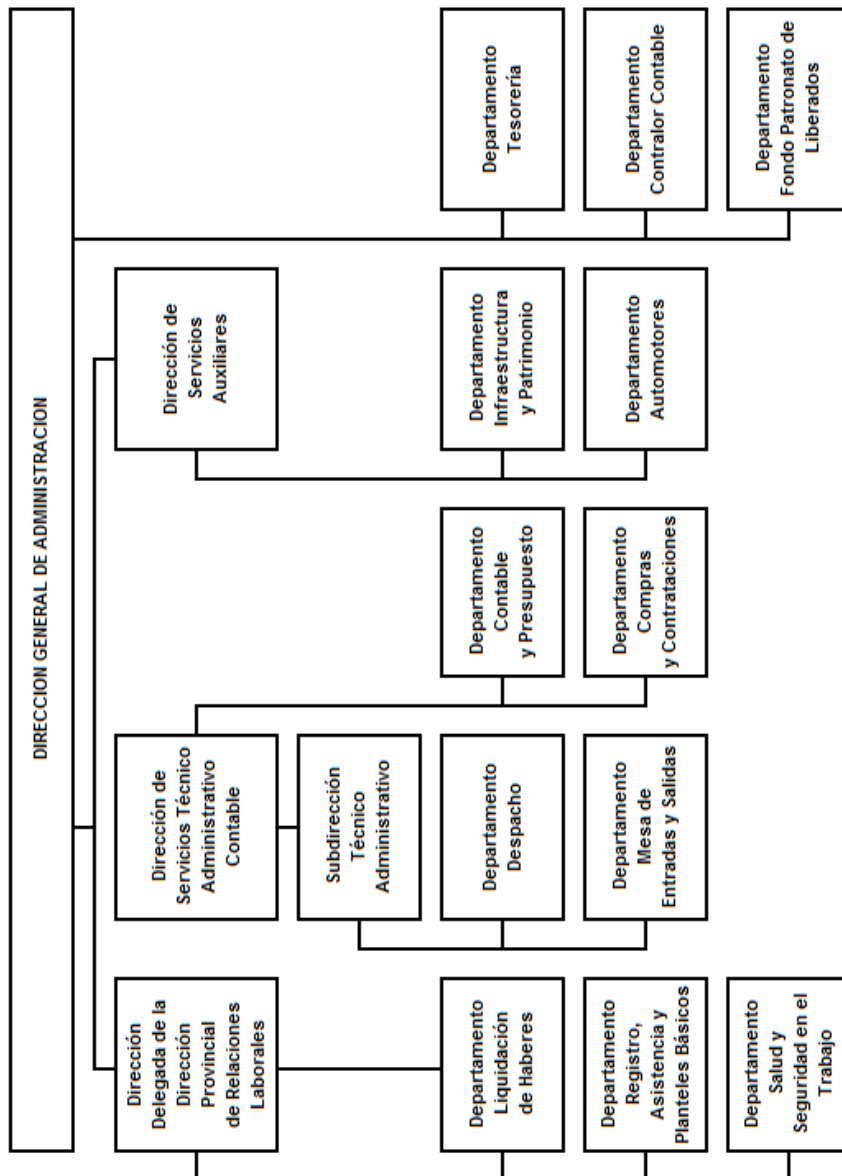 DIRECCION GENERAL DE ADMINISTRACION
Dirección
Delegada de la
Dirección
Provincial
de Relaciones
Laborales
Dirección de
Servicios Técnico
Administrativo
Contable
Dirección de
Servicios
Auxiliares
Subdirección
Técnico
Administrativo
Departamento
Liquidación
de Haberes
Departamento
Despacho
Departamento
Contable
y Presupuesto
Departamento
Infraestructura
y Patrimonio
Departamento
Tesorería
Departamento
Registro,
Asistencia y
Planteles Básicos
Departamento
Mesa de
Entradas y Salidas
Departamento
Compras
y Contrataciones
Departamento
Automotores
Departamento
Contralor Contable
Departamento
Salud y
Seguridad en el
Trabajo
Departamento
Fondo Patronato de
Liberados